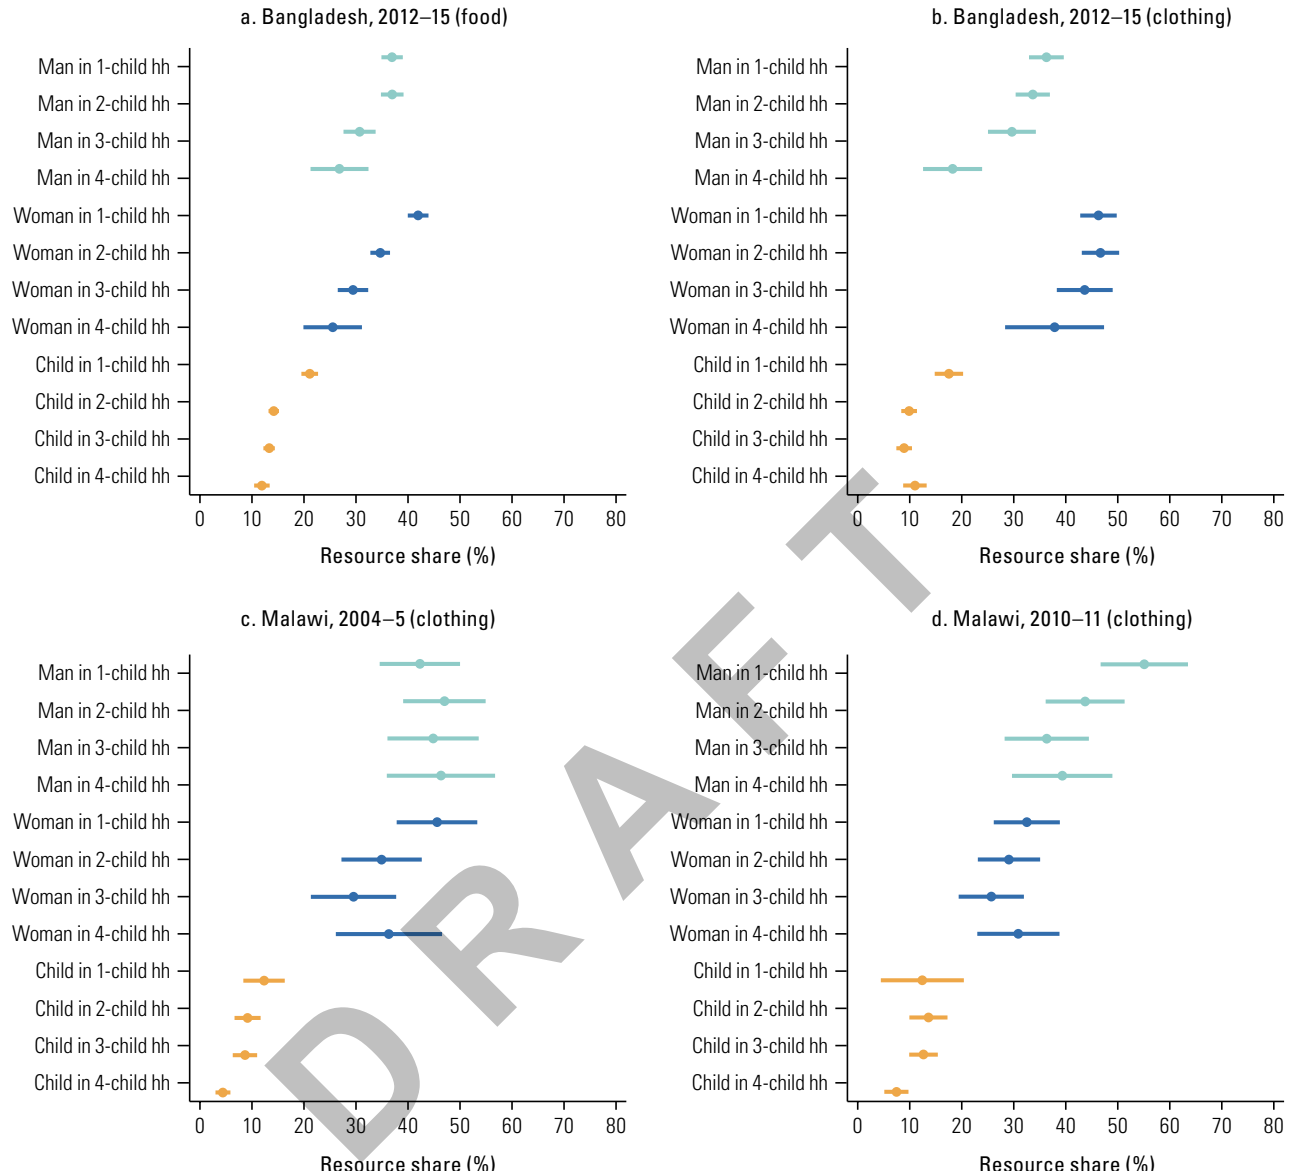 a. Bangladesh, 2012–15 (food)
Man in 1-child hh
Man in 2-child hh
Man in 3-child hh
Man in 4-child hh
Woman in 1-child hh
Woman in 2-child hh
Woman in 3-child hh
Woman in 4-child hh
Child in 1-child hh
Child in 2-child hh
Child in 3-child hh
Child in 4-child hh
0 10 20 30 40 50 60 70 80
Resource share (%)
b. Bangladesh, 2012–15 (clothing)
Man in 1-child hh
Man in 2-child hh
Man in 3-child hh
Man in 4-child hh
Woman in 1-child hh
Woman in 2-child hh
Woman in 3-child hh
Woman in 4-child hh
Child in 1-child hh
Child in 2-child hh
Child in 3-child hh
Child in 4-child hh
0 10 20 30 40 50 60 70 80
Resource share (%)
c. Malawi, 2004–5 (clothing)
Man in 1-child hh
Man in 2-child hh
Man in 3-child hh
Man in 4-child hh
Woman in 1-child hh
Woman in 2-child hh
Woman in 3-child hh
Woman in 4-child hh
Child in 1-child hh
Child in 2-child hh
Child in 3-child hh
Child in 4-child hh
0 10 20 30 40 50 60 70 80
Resource share (%)
d. Malawi, 2010–11 (clothing)
Man in 1-child hh
Man in 2-child hh
Man in 3-child hh
Man in 4-child hh
Woman in 1-child hh
Woman in 2-child hh
Woman in 3-child hh
Woman in 4-child hh
Child in 1-child hh
Child in 2-child hh
Child in 3-child hh
Child in 4-child hh
0 10 20 30 40 50 60 70 80
Resource share (%)
DRAFT